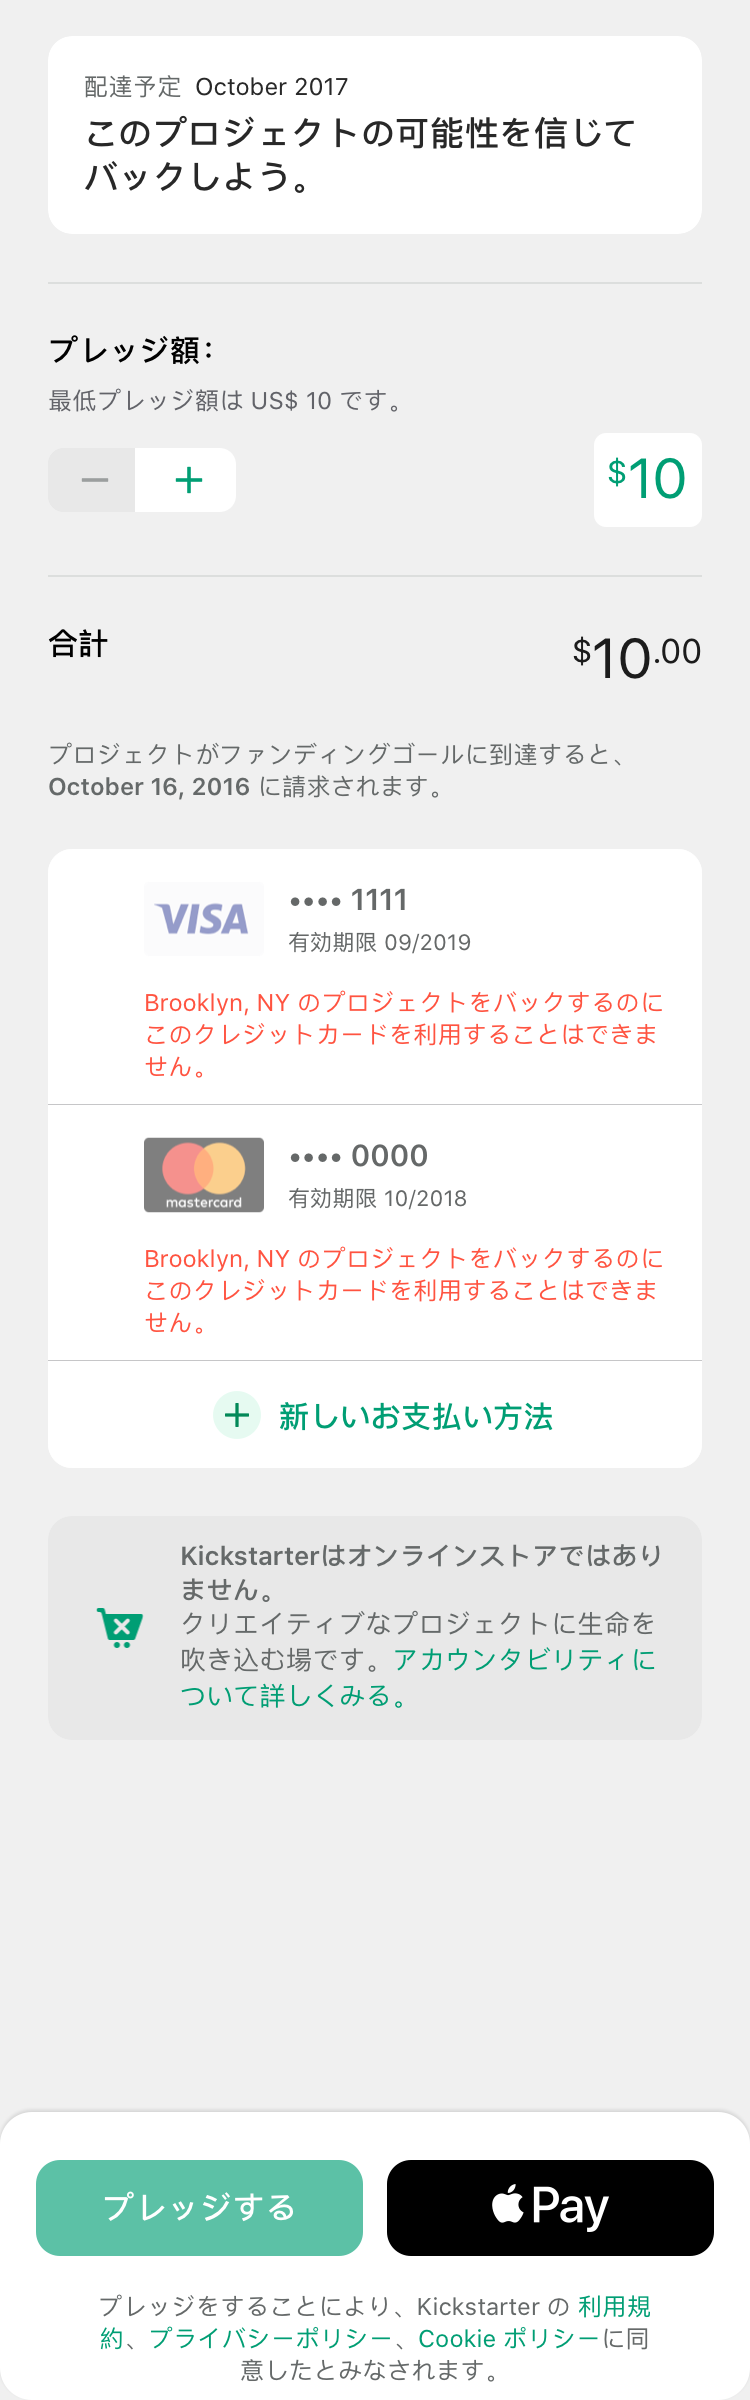 配達予定 October 2017
このプロジェクトの可能性を信じて
バックしよう。
プレッジ額：
最低プレッジ額は US$ 10 です。
$10
合計
$10.00
プロジェクトがファンディングゴールに到達すると、
October 16, 2016 に請求されます。
VISA
•••• 1111
有効期限 09/2019
Brooklyn, NY のプロジェクトをバックするのに
このクレジットカードを利用することはできま
せん。
mastercard
•••• 0000
有効期限 10/2018
Brooklyn, NY のプロジェクトをバックするのに
このクレジットカードを利用することはできま
せん。
新しいお支払い方法
Kickstarterはオンラインストアではあり
ません。
クリエイティブなプロジェクトに生命を
吹き込む場です。アカウンタビリティに
ついて詳しくみる。
プレッジする
Pay
プレッジをすることにより、Kickstarter の 利用規
約、プライバシーポリシー、Cookie ポリシーに同
意したとみなされます。